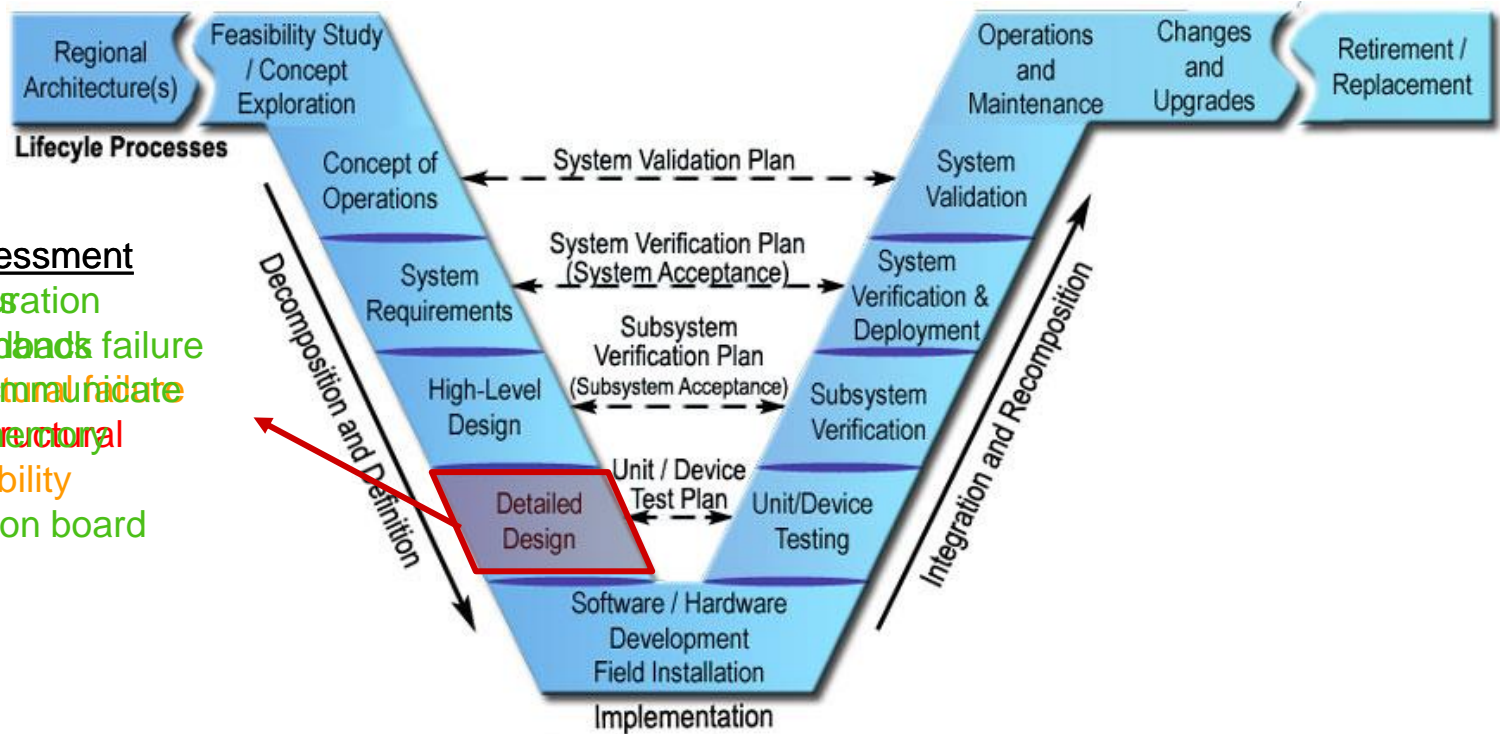 Regional
Architecture(s)
Feasibility Study
/ Concept
Exploration
Operations
and
Maintenance
Changes
and
Upgrades
Retirement /
Replacement
Lifecyle Processes
Concept of
Operations
System Validation Plan
System
Validation
System
Requirements
System Verification Plan
(System Acceptance)
System
Verification &
Deployment
High-Level
Design
Subsystem
Verification Plan
(Subsystem Acceptance)
Subsystem
Verification
Detailed
Design
Unit / Device
Test Plan
Unit/Device
Testing
Software / Hardware
Development
Field Installation
Implementation
Decomposition and Definition
Integration and Recomposition
essment
failure
bility
on board